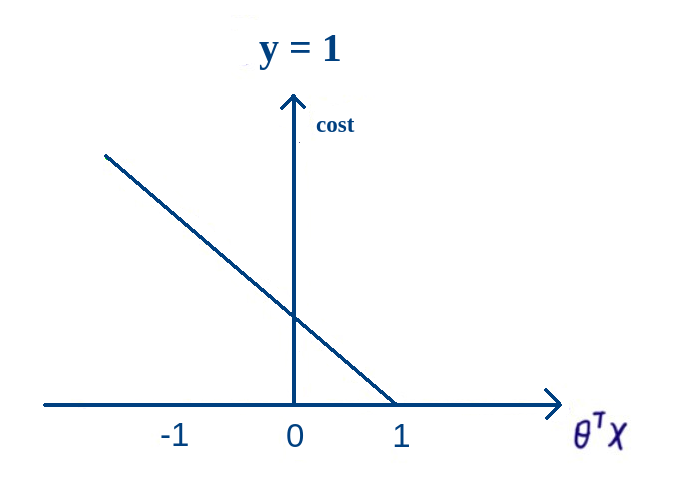 y = 1
cost
-1 0 1
θᵀx